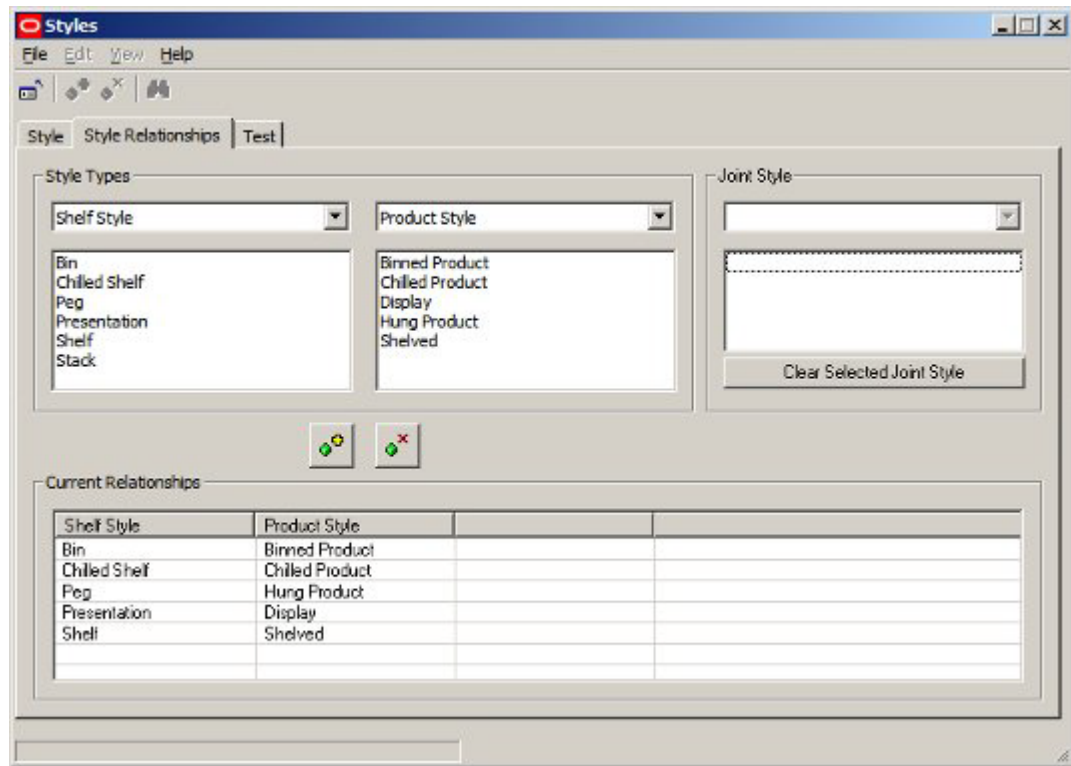 Styles
File Edit View Help
Style Style Relationships Test
Style Types
Joint Style
Shelf Style Product Style
Bin Binned Product
Chilled Shelf Chilled Product
Peg Display
Presentation Hung Product
Shelf Shelved
Stack
Clear Selected Joint Style
Current Relationships
Shelf Style Product Style
Bin Binned Product
Chilled Shelf Chilled Product
Peg Hung Product
Presentation Display
Shelf Shelved